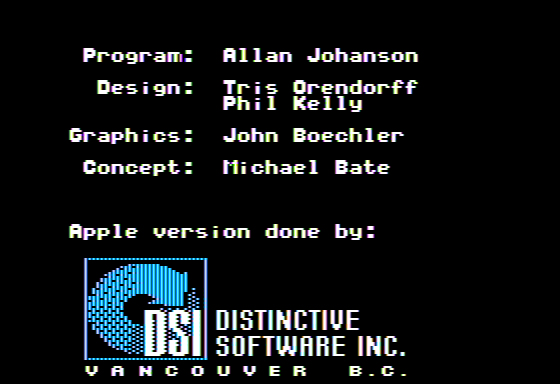 Program: Allan Johanson
Design: Tris Orendorff
Phil Kelly
Graphics: John Boechler
Concept: Michael Bate
Apple version done by:
DSI DISTINCTIVE
SOFTWARE INC.
VANCOUVER B.C.